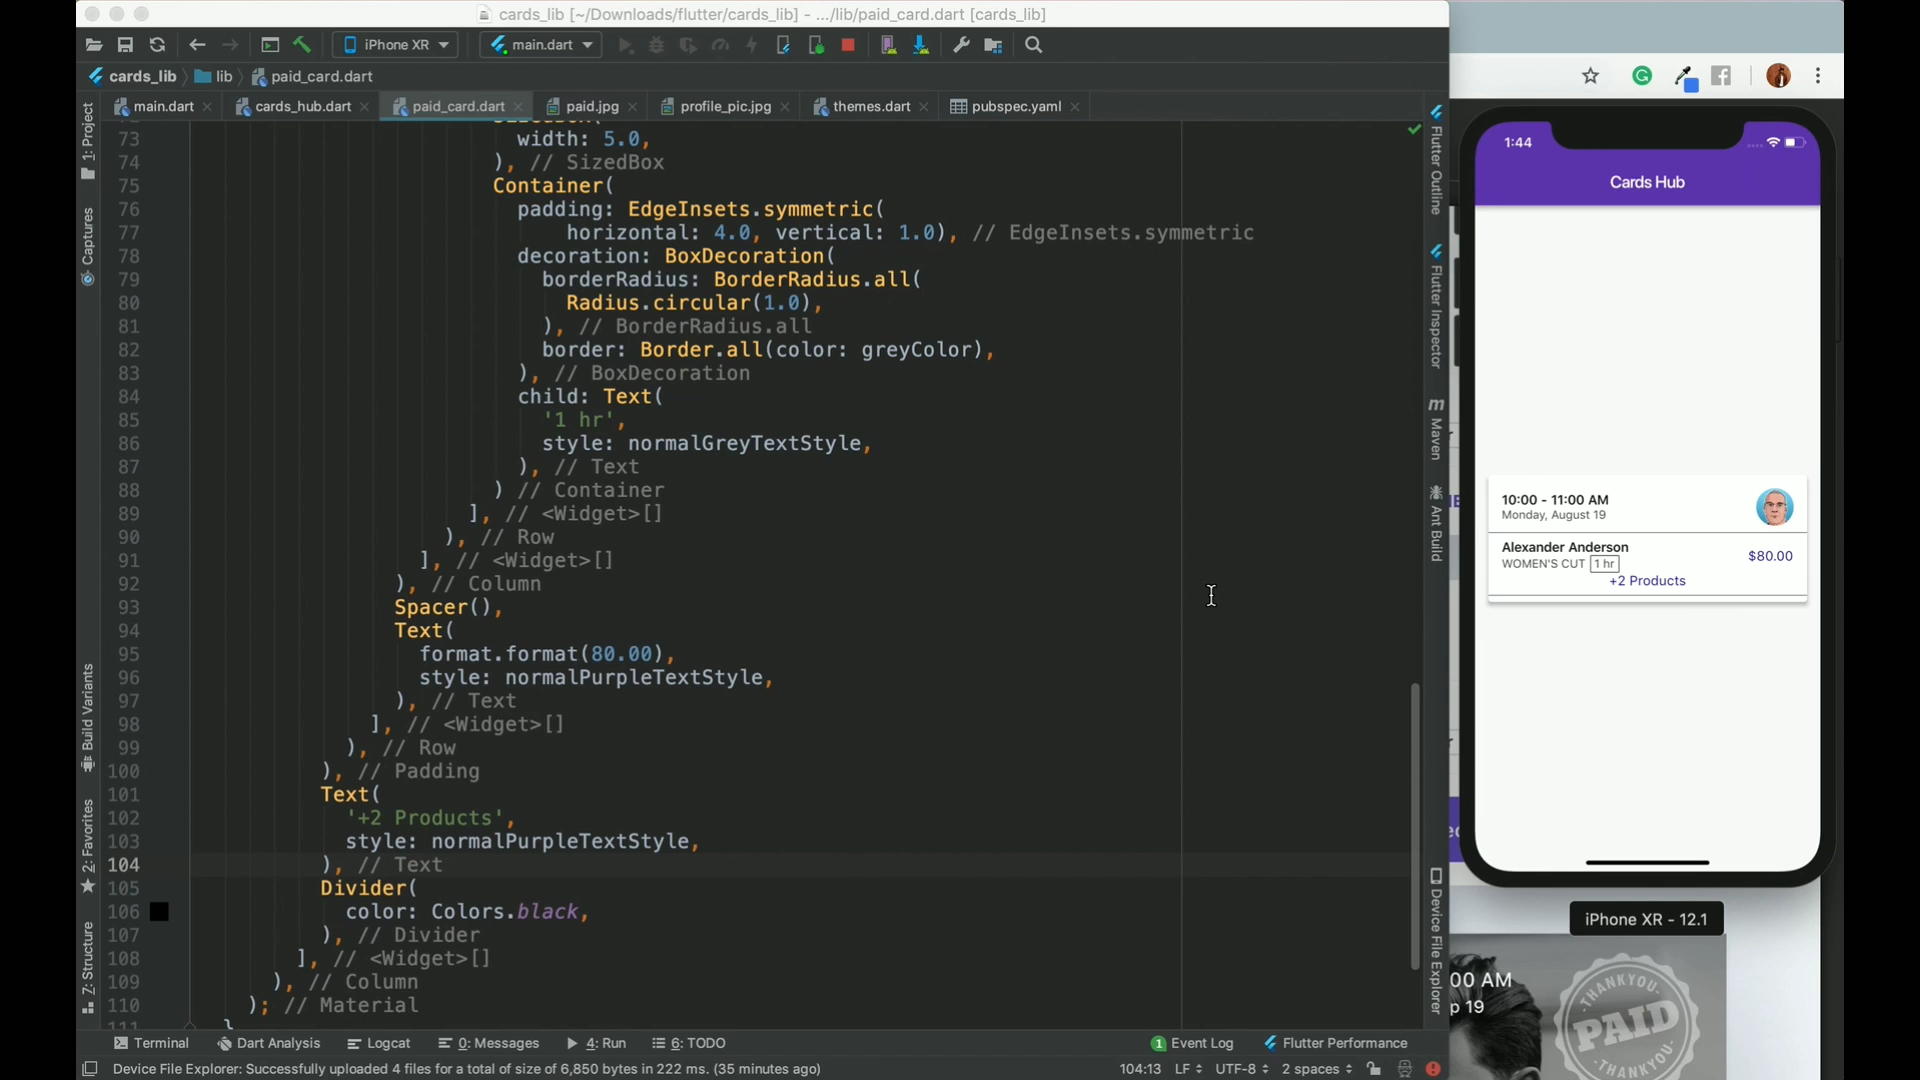 cards_lib [~/Downloads/flutter/cards_lib] - .../lib/paid_card.dart [cards_lib]
iPhone XR
main.dart
cards_lib
lib
paid_card.dart
main.dart
cards_hub.dart
paid_card.dart
paid.jpg
profile_pic.jpg
themes.dart
pubspec.yaml
1: Project
Captures
Build Variants
2: Favorites
Z: Structure
73 width: 5.0,
74 ), // SizedBox
75 Container(
76 padding: EdgeInsets.symmetric(
77 horizontal: 4.0, vertical: 1.0), // EdgeInsets.symmetric
78 decoration: BoxDecoration(
79 borderRadius: BorderRadius.all(
80 Radius.circular(1.0),
81 ), // BorderRadius.all
82 border: Border.all(color: greyColor),
83 ), // BoxDecoration
84 child: Text(
85 '1 hr',
86 style: normalGreyTextStyle,
87 ), // Text
88 ) // Container
89 ], // <Widget>[]
90 ), // Row
91 ], // <Widget>[]
92 ), // Column
93 Spacer(),
94 Text(
95 format.format(80.00),
96 style: normalPurpleTextStyle,
97 ), // Text
98 ], // <Widget>[]
99 ), // Row
100 ), // Padding
101 Text(
102 '+2 Products',
103 style: normalPurpleTextStyle,
104 ), // Text
105 Divider(
106 color: Colors.black,
107 ), // Divider
108 ], // <Widget>[]
109 ), // Column
110 ); // Material
111 }
Flutter Outline
Flutter Inspector
m Maven
Ant Build
Device File Explorer
1:44
Cards Hub
10:00 - 11:00 AM
Monday, August 19
Alexander Anderson
WOMEN'S CUT 1 hr
$80.00
+2 Products
iPhone XR - 12.1
00 AM
p 19
THANK YOU
PAID
THANK YOU
Terminal
Dart Analysis
Logcat
0: Messages
4: Run
6: TODO
1 Event Log
Flutter Performance
Device File Explorer: Successfully uploaded 4 files for a total of size of 6,850 bytes in 222 ms. (35 minutes ago)
104:13
LF
UTF-8
2 spaces